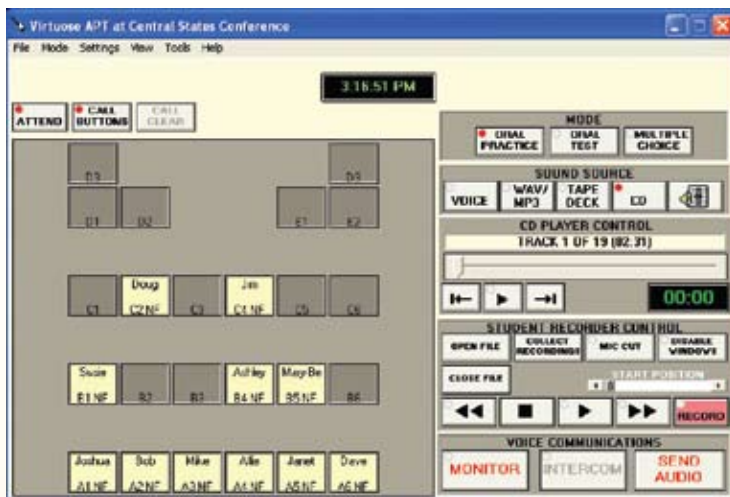 Virtuose APT at Central States Conference
File Mode Settings View Tools Help
3:16:51 PM
ATTEND
CALL BUTTONS
CALL CLEAR
D3
D1 D2 E1 E2
Doug Jim
C1 C2 NF C3 C4 NF C5 C6
Susie Ashley Mary Be
B1 NF B2 B3 B4 NF B5 NF B6
Joshua Bob Mike Allie Janet Dave
A1 NF A2 NF A3 NF A4 NF A5 NF A6 NF
MODE
ORAL PRACTICE
ORAL TEST
MULTIPLE CHOICE
SOUND SOURCE
VOICE
WAV/ MP3
TAPE DECK
CD
CD PLAYER CONTROL
TRACK 1 OF 19 (02:31)
00:00
STUDENT RECORDER CONTROL
OPEN FILE
COLLECT RECORDINGS
MIC CUT
DISABLE WINDOWS
CLOSE FILE
START POSITION
0
RECORD
VOICE COMMUNICATIONS
MONITOR
INTERCOM
SEND AUDIO